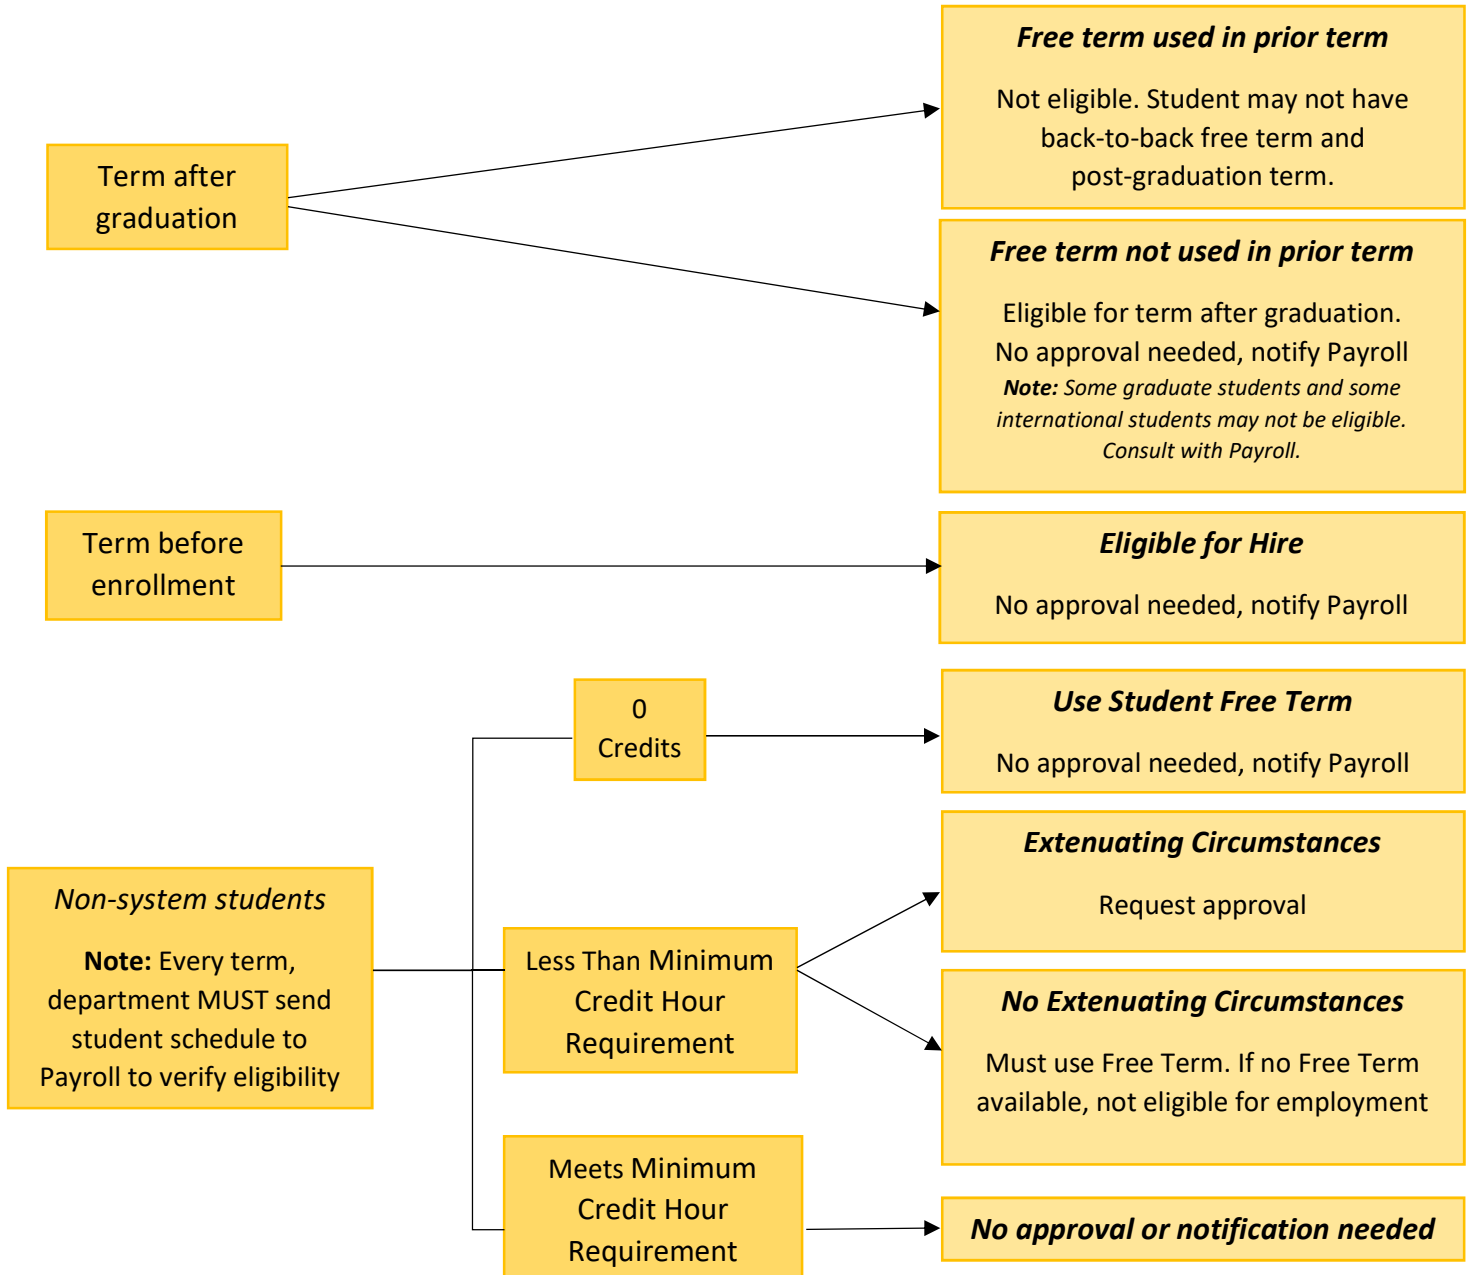 Term after
graduation
Free term used in prior term
Not eligible. Student may not have
back-to-back free term and
post-graduation term.
Free term not used in prior term
Eligible for term after graduation.
No approval needed, notify Payroll
Note: Some graduate students and some
international students may not be eligible.
Consult with Payroll.
Term before
enrollment
Eligible for Hire
No approval needed, notify Payroll
Non-system students
Note: Every term,
department MUST send
student schedule to
Payroll to verify eligibility
0
Credits
Use Student Free Term
No approval needed, notify Payroll
Less Than Minimum
Credit Hour
Requirement
Extenuating Circumstances
Request approval
No Extenuating Circumstances
Must use Free Term. If no Free Term
available, not eligible for employment
Meets Minimum
Credit Hour
Requirement
No approval or notification needed